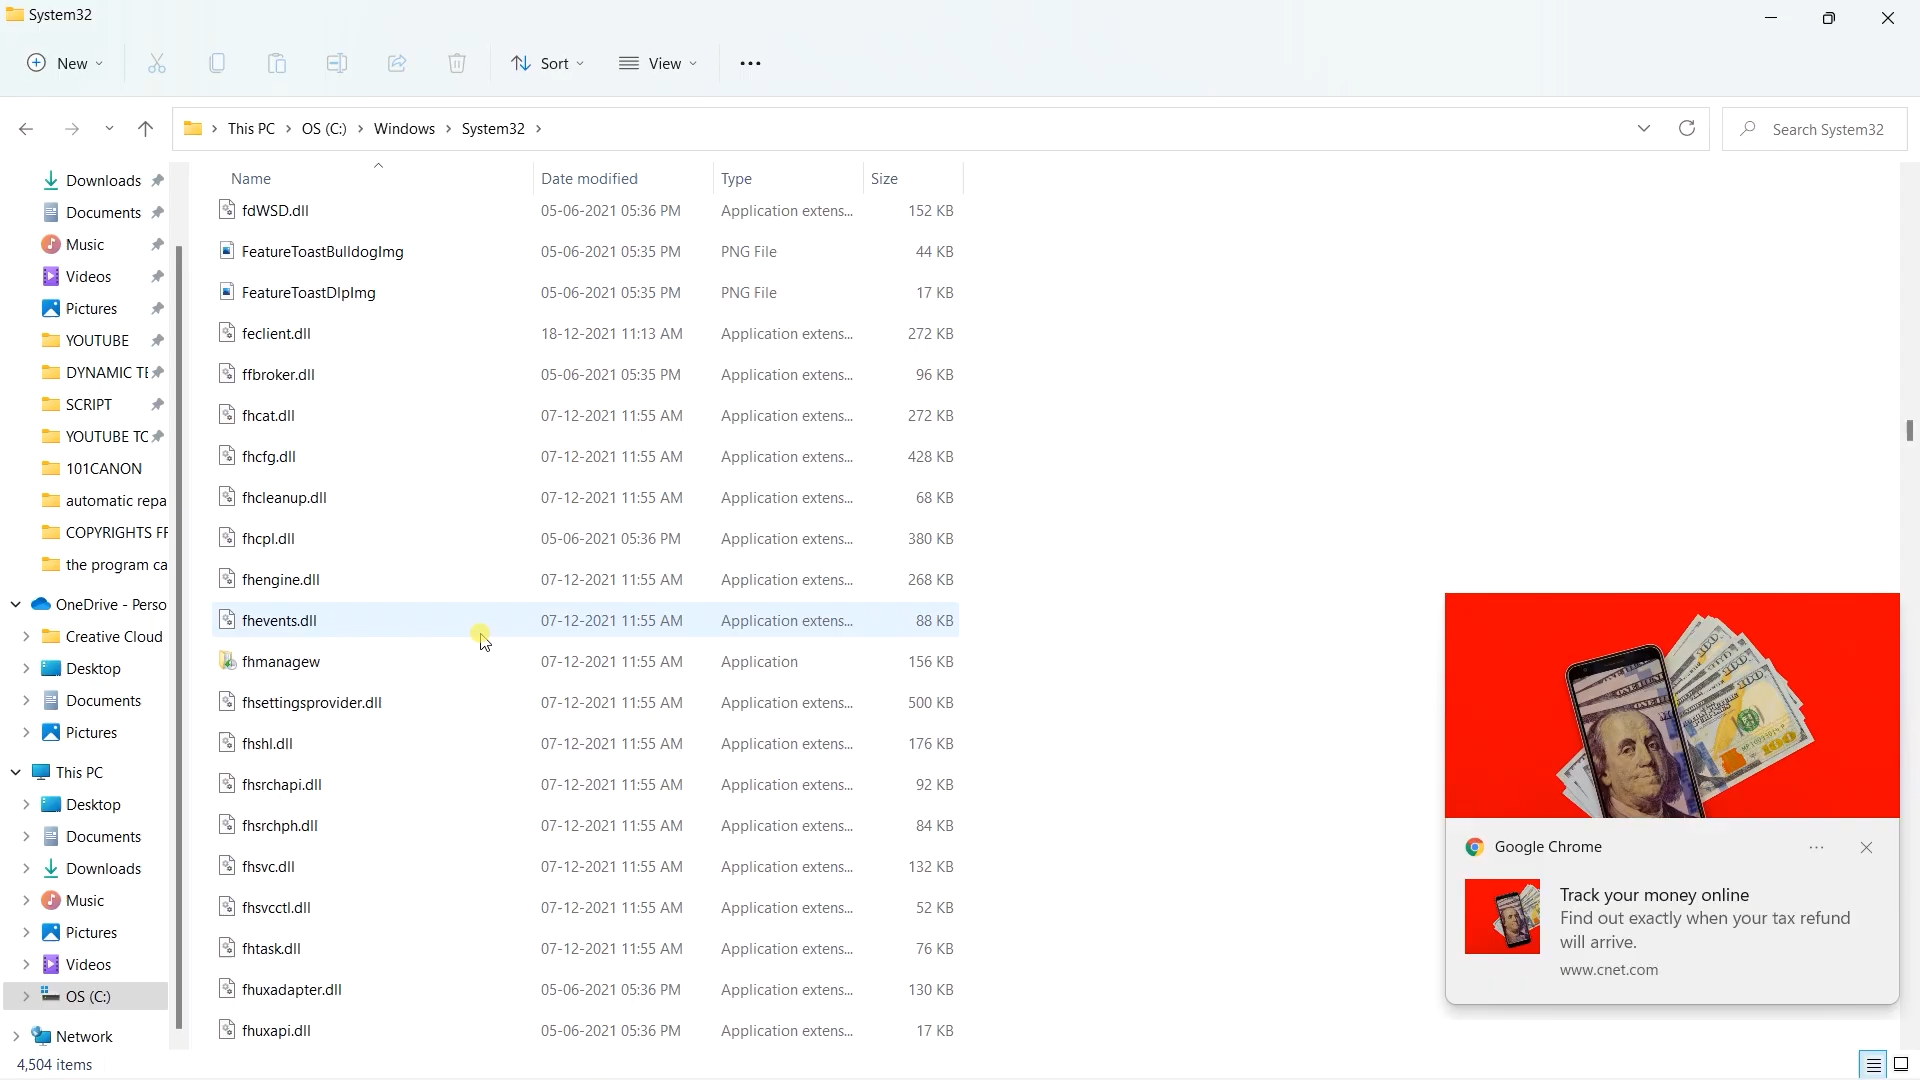 System32
New
Sort
View
This PC
OS (C:)
Windows
System32
Search System32
Downloads
Documents
Music
Videos
Pictures
YOUTUBE
DYNAMIC TE
SCRIPT
YOUTUBE TC
101CANON
automatic repa
COPYRIGHTS FF
the program ca
OneDrive - Perso
Creative Cloud
Desktop
Documents
Pictures
This PC
Desktop
Documents
Downloads
Music
Pictures
Videos
OS (C:)
Network
Name Date modified Type Size
fdWSD.dll 05-06-2021 05:36 PM Application extens... 152 KB
FeatureToastBulldogImg 05-06-2021 05:35 PM PNG File 44 KB
FeatureToastDlpImg 05-06-2021 05:35 PM PNG File 17 KB
feclient.dll 18-12-2021 11:13 AM Application extens... 272 KB
ffbroker.dll 05-06-2021 05:35 PM Application extens... 96 KB
fhcat.dll 07-12-2021 11:55 AM Application extens... 272 KB
fhcfg.dll 07-12-2021 11:55 AM Application extens... 428 KB
fhcleanup.dll 07-12-2021 11:55 AM Application extens... 68 KB
fhcpl.dll 05-06-2021 05:36 PM Application extens... 380 KB
fhengine.dll 07-12-2021 11:55 AM Application extens... 268 KB
fhevents.dll 07-12-2021 11:55 AM Application extens... 88 KB
fhmanagew 07-12-2021 11:55 AM Application 156 KB
fhsettingsprovider.dll 07-12-2021 11:55 AM Application extens... 500 KB
fhshl.dll 07-12-2021 11:55 AM Application extens... 176 KB
fhsrchapi.dll 07-12-2021 11:55 AM Application extens... 92 KB
fhsrchph.dll 07-12-2021 11:55 AM Application extens... 84 KB
fhsvc.dll 07-12-2021 11:55 AM Application extens... 132 KB
fhsvcctl.dll 07-12-2021 11:55 AM Application extens... 52 KB
fhtask.dll 07-12-2021 11:55 AM Application extens... 76 KB
fhuxadapter.dll 05-06-2021 05:36 PM Application extens... 130 KB
fhuxapi.dll 05-06-2021 05:36 PM Application extens... 17 KB
Google Chrome
Track your money online
Find out exactly when your tax refund
will arrive.
www.cnet.com
4,504 items